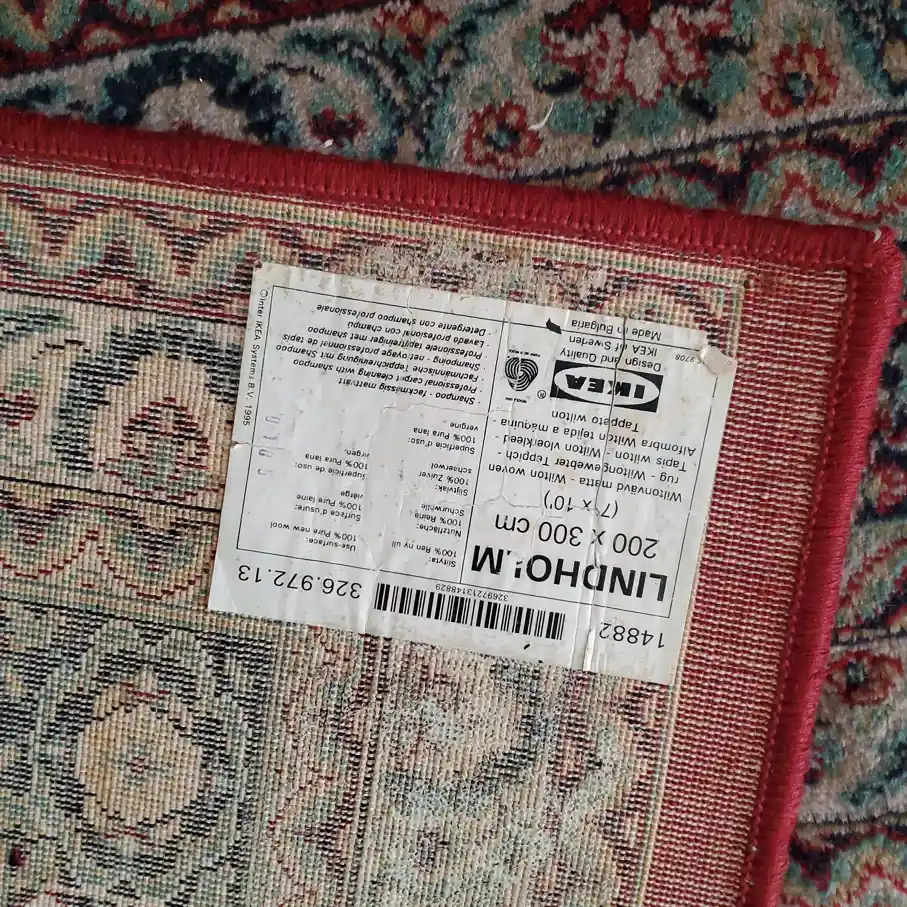 14882
32697213148829
326.972.13
LINDHOLM
200 x 300 cm
(7' x 10')
Wiltonvävd matta - Wilton woven
rug - Wiltongewebter Teppich -
Tapis wilton - Wilton vloerkleed -
Alfombra Wilton tejida a máquina -
Tappeto wilton
IKEA
®
Design and Quality
IKEA of Sweden
Made in Bulgaria
9708
Slityta:
100% Ren ny ull
Nutzfläche:
100% Reine
Schurwolle
Slijtvlak:
100% Zuiver
scheerwol
Superficie d'uso:
100% Pura lana
vergine
Use-surface:
100% Pure new wool
Surface d'usure:
100% Pure laine
vierge
Superficie de uso:
100% Pura lana
virgen
Shampoo - fackmässig mattvätt
· Professional carpet cleaning with shampoo
· Fachmännische Teppichreinigung mit Shampoo
Shampoing - nettoyage professionnel de tapis
· Professionele tapijtreiniger met shampoo
· Lavado profesional con champú
· Detergente con shampoo professionale
© Inter IKEA Systems B.V. 1995